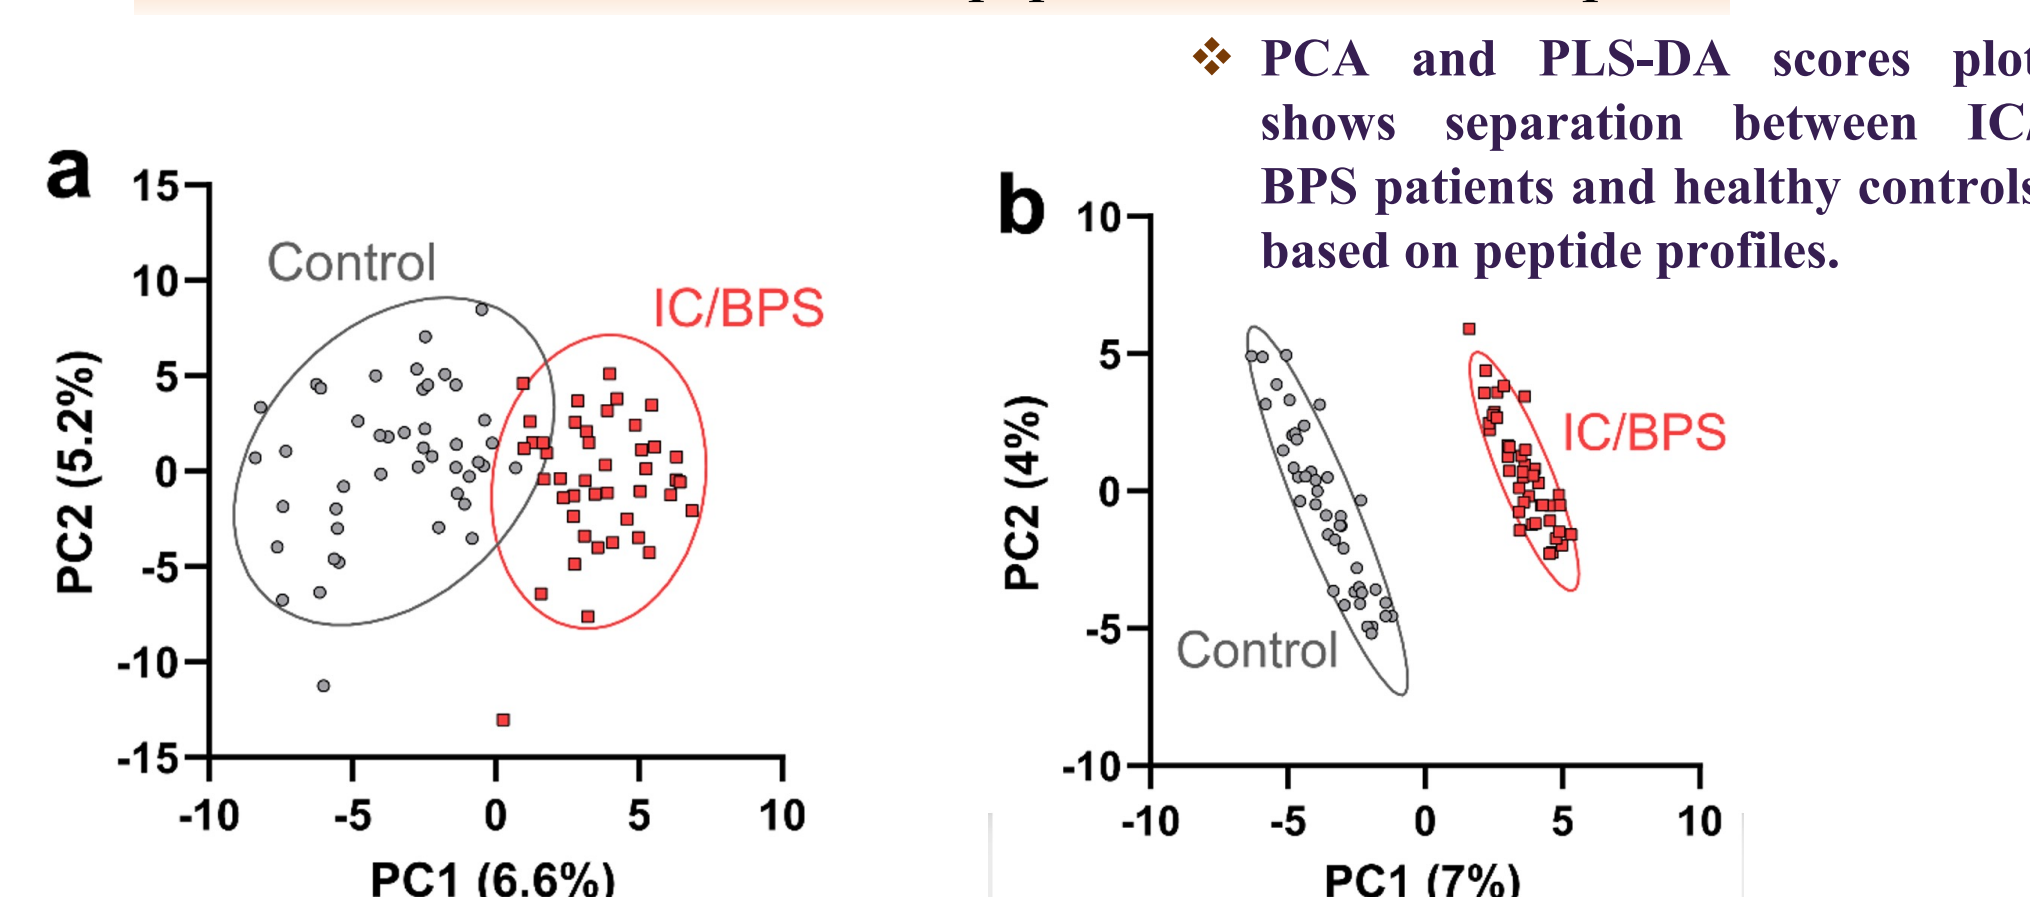 PCA and PLS-DA scores plot
shows separation between IC/
BPS patients and healthy controls
based on peptide profiles.
a
15
10
5
0
-5
-10
-15
PC2 (5.2%)
Control
IC/BPS
-10 -5 0 5 10
PC1 (6.6%)
b
10
5
0
-5
-10
PC2 (4%)
IC/BPS
Control
-10 -5 0 5 10
PC1 (7%)